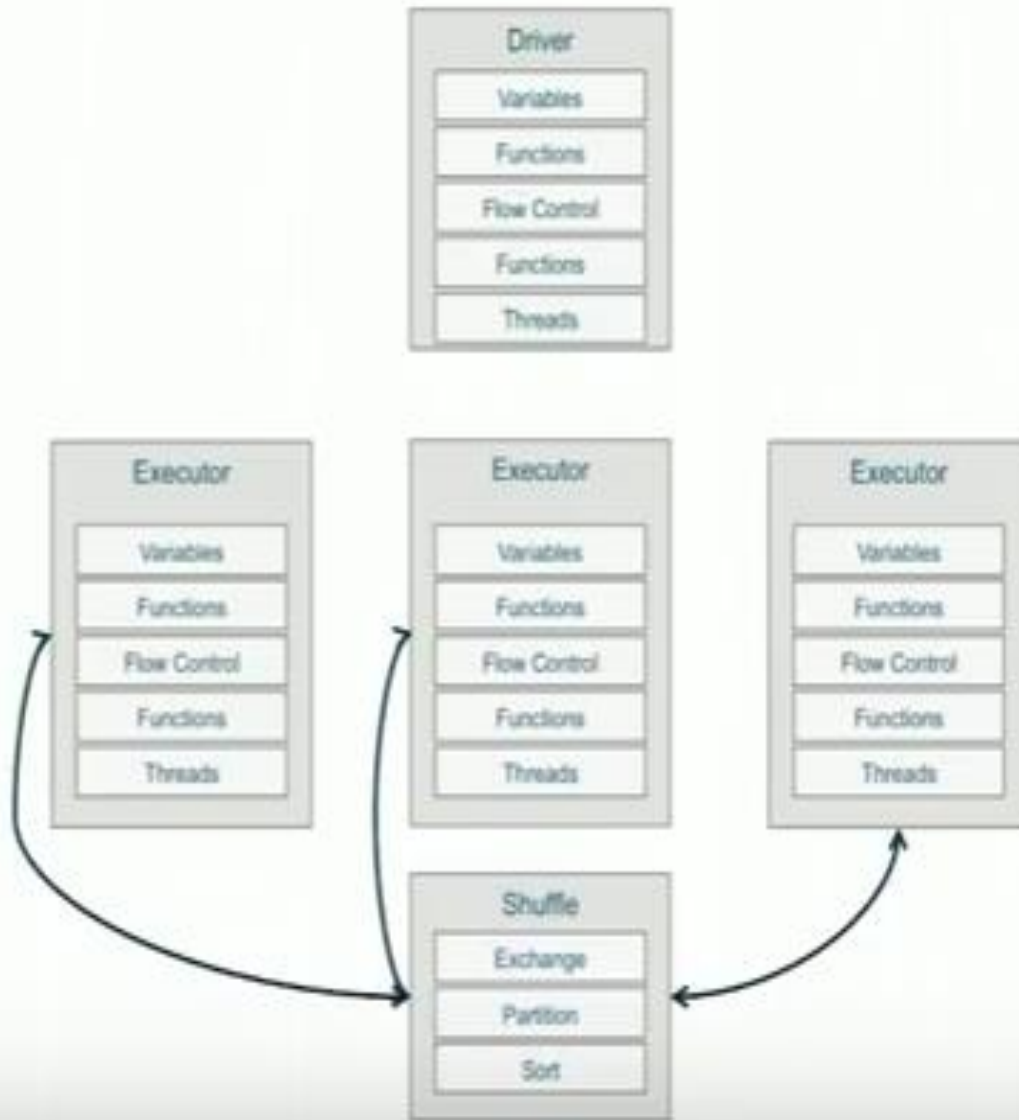 Driver
Variables
Functions
Flow Control
Functions
Threads
Executor
Variables
Functions
Flow Control
Functions
Threads
Executor
Variables
Functions
Flow Control
Functions
Threads
Executor
Variables
Functions
Flow Control
Functions
Threads
Shuffle
Exchange
Partition
Sort